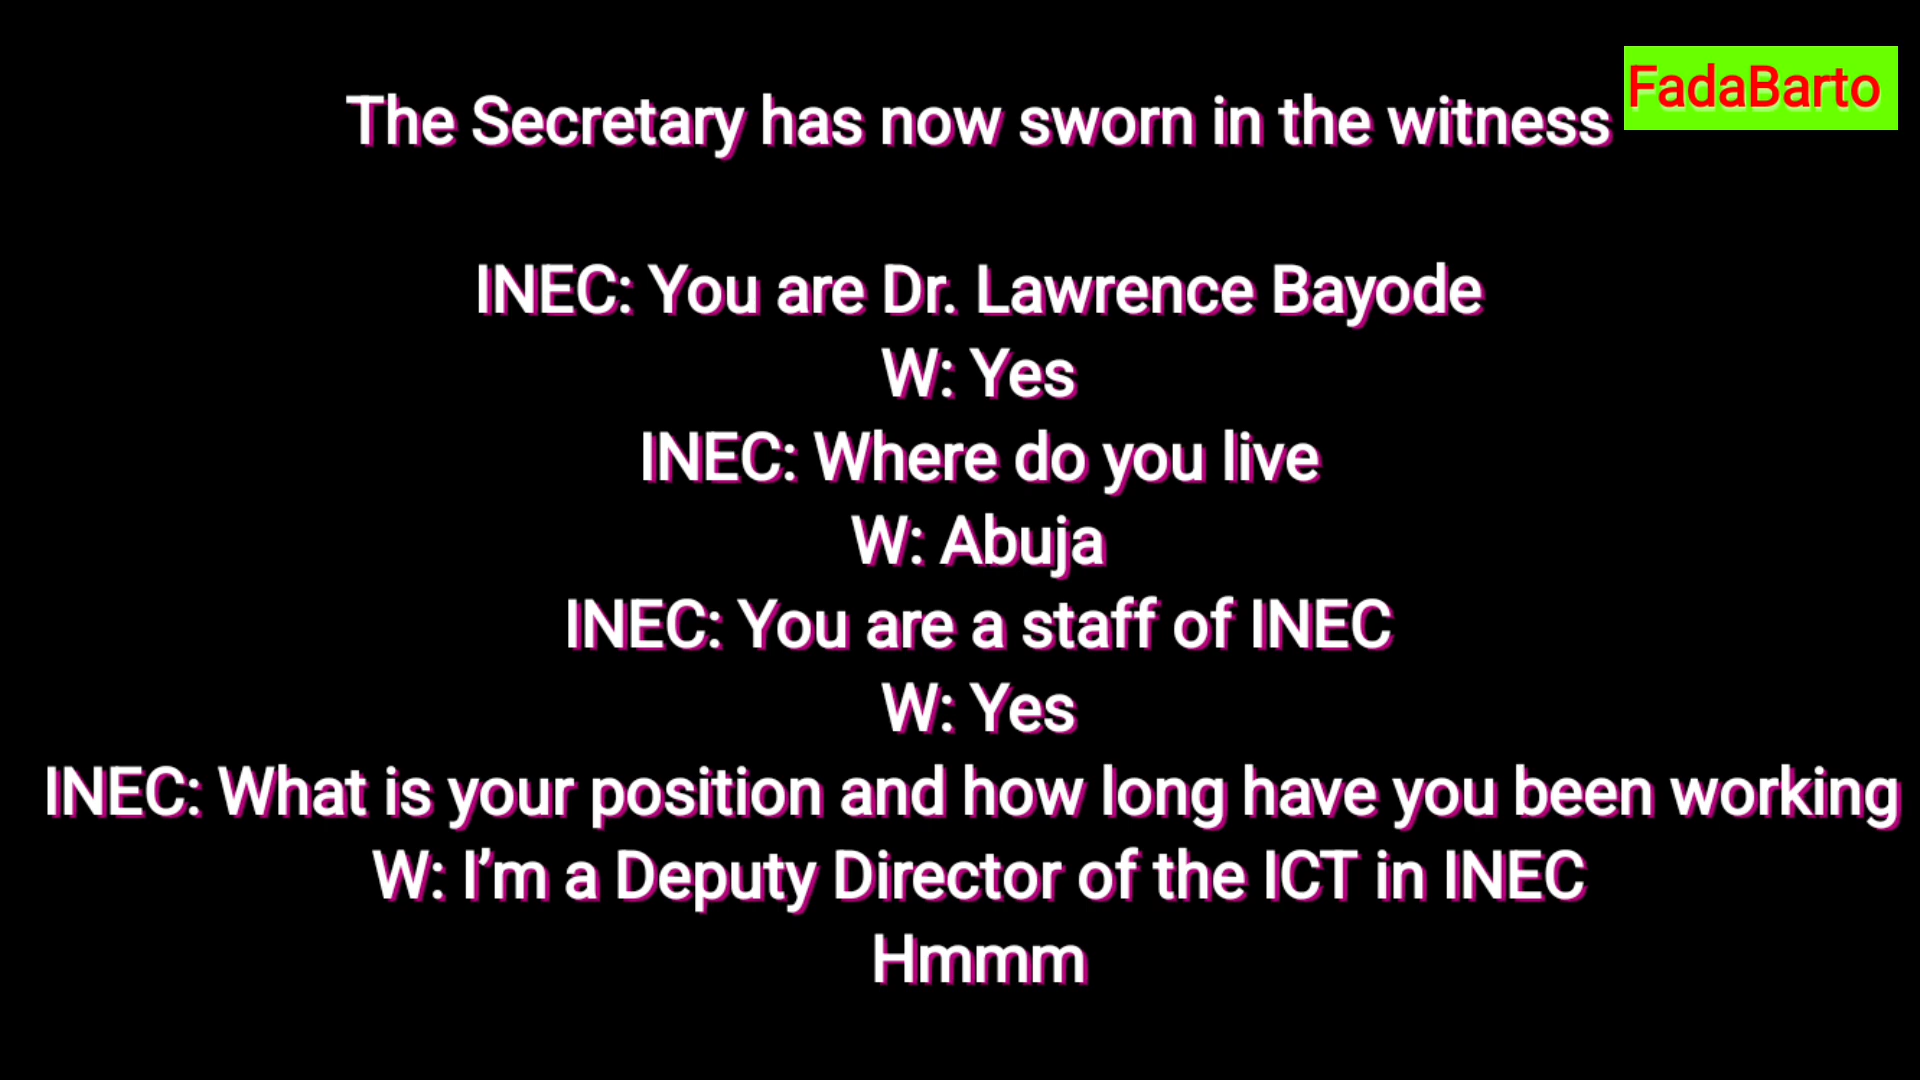 FadaBarto
The Secretary has now sworn in the witness
INEC: You are Dr. Lawrence Bayode
W: Yes
INEC: Where do you live
W: Abuja
INEC: You are a staff of INEC
W: Yes
INEC: What is your position and how long have you been working
W: I’m a Deputy Director of the ICT in INEC
Hmmm